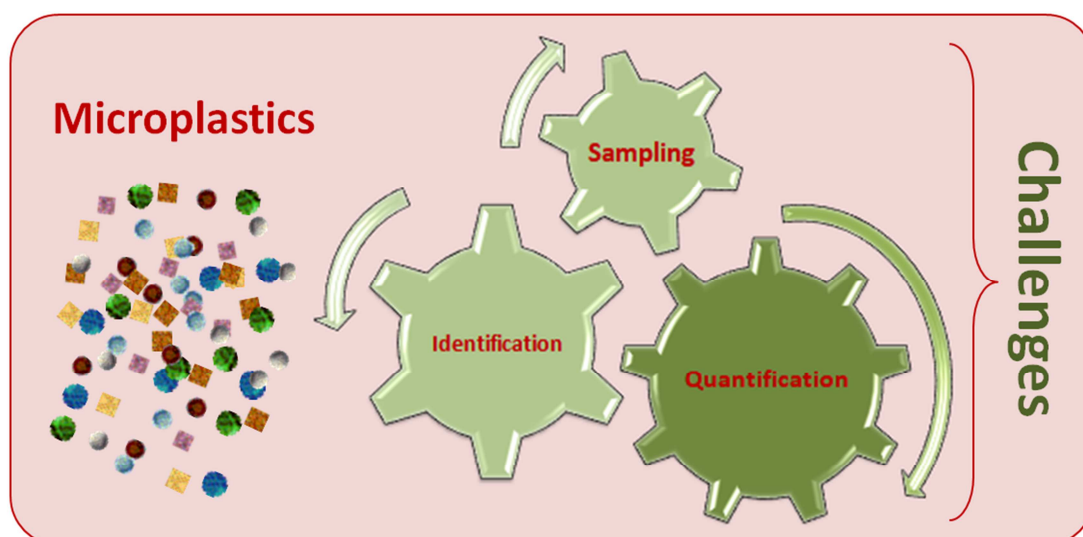 Microplastics
Sampling
Identification
Quantification
Challenges